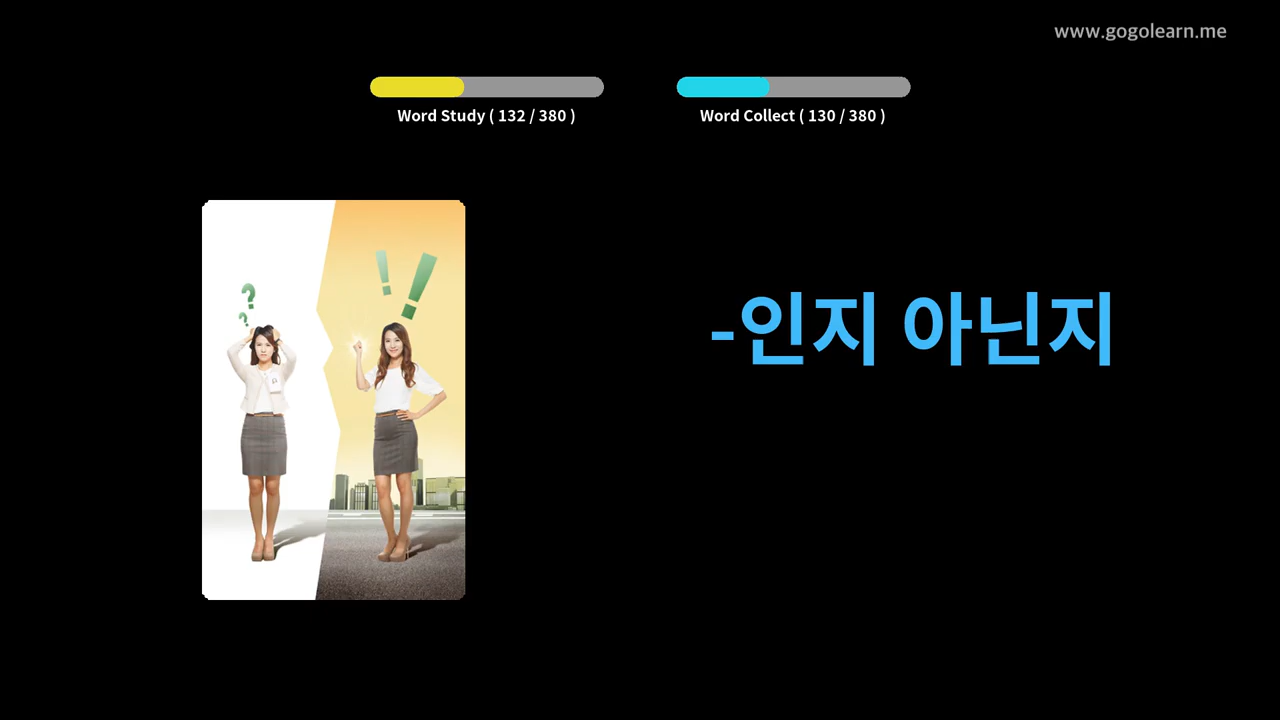 www.gogolearn.me
Word Study ( 132 / 380 )
Word Collect ( 130 / 380 )
? ?
! !
-인지 아닌지